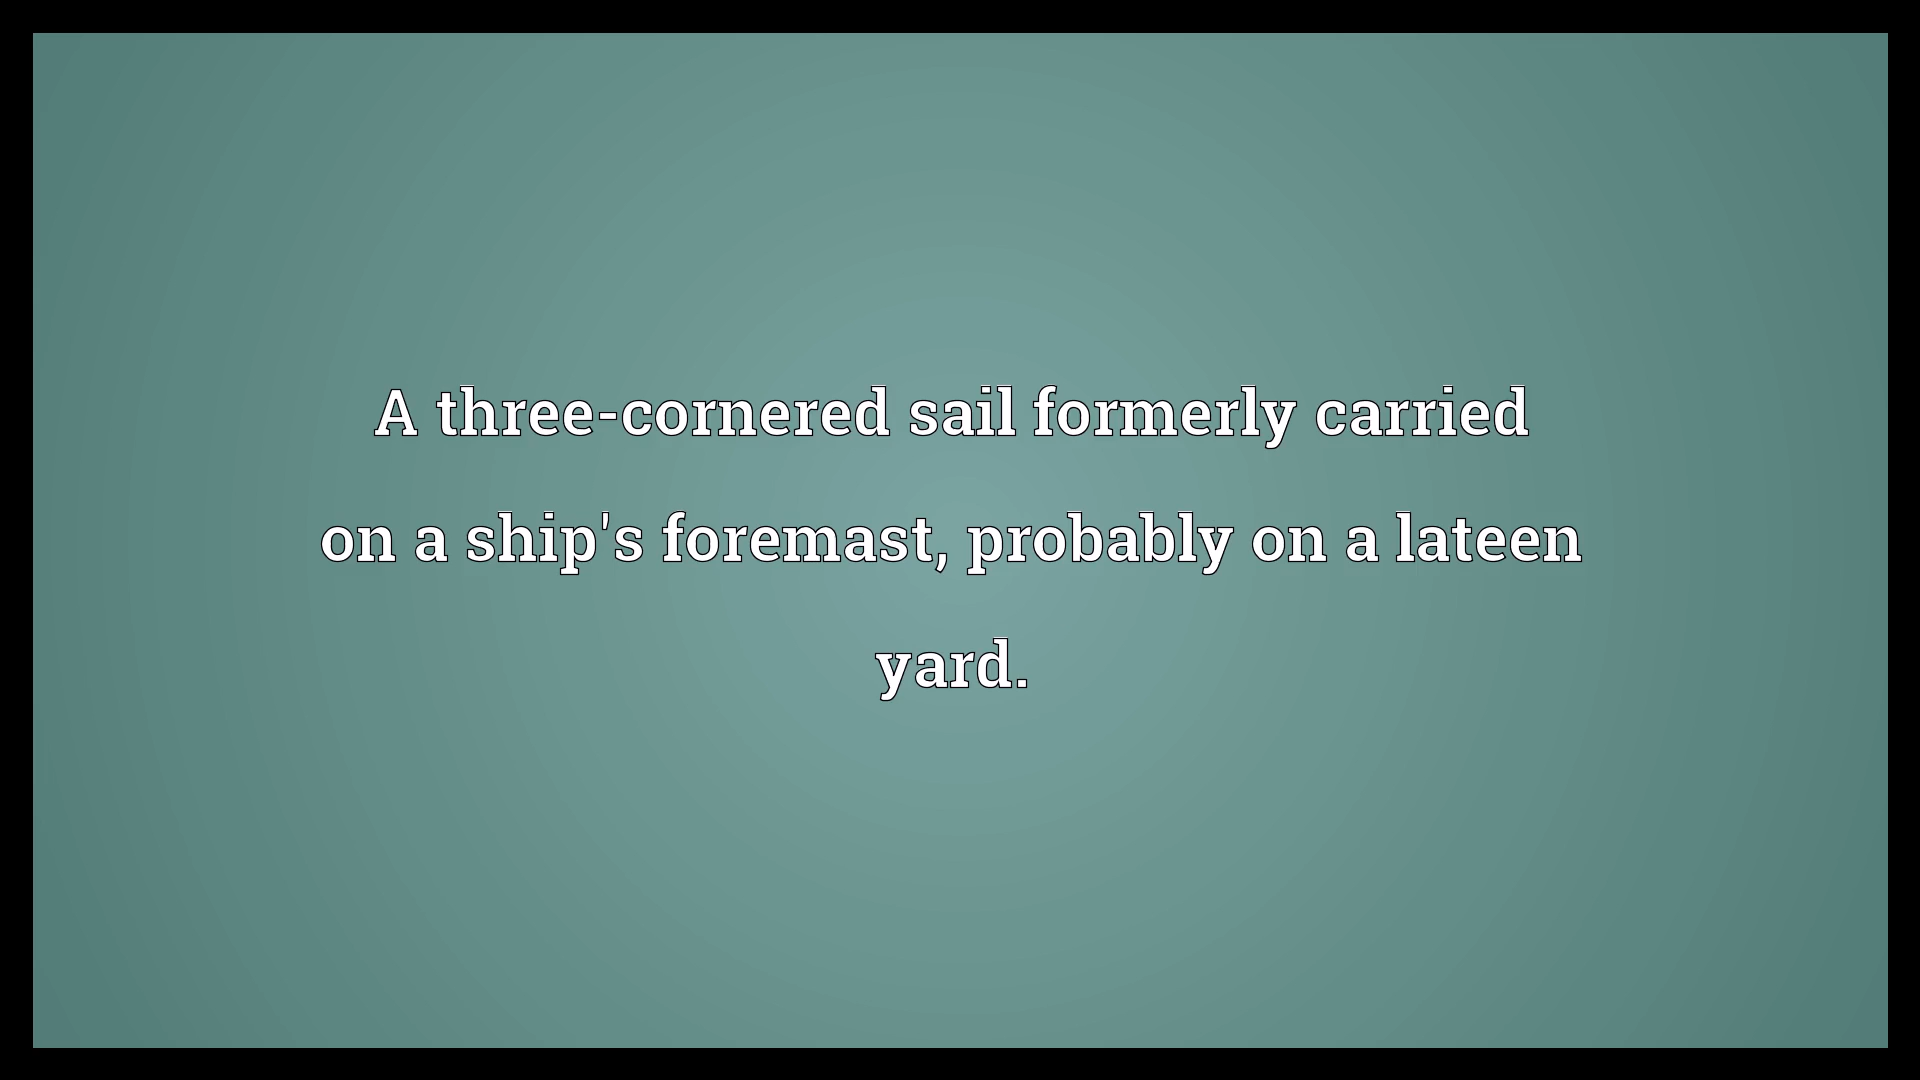 A three-cornered sail formerly carried
on a ship's foremast, probably on a lateen
yard.